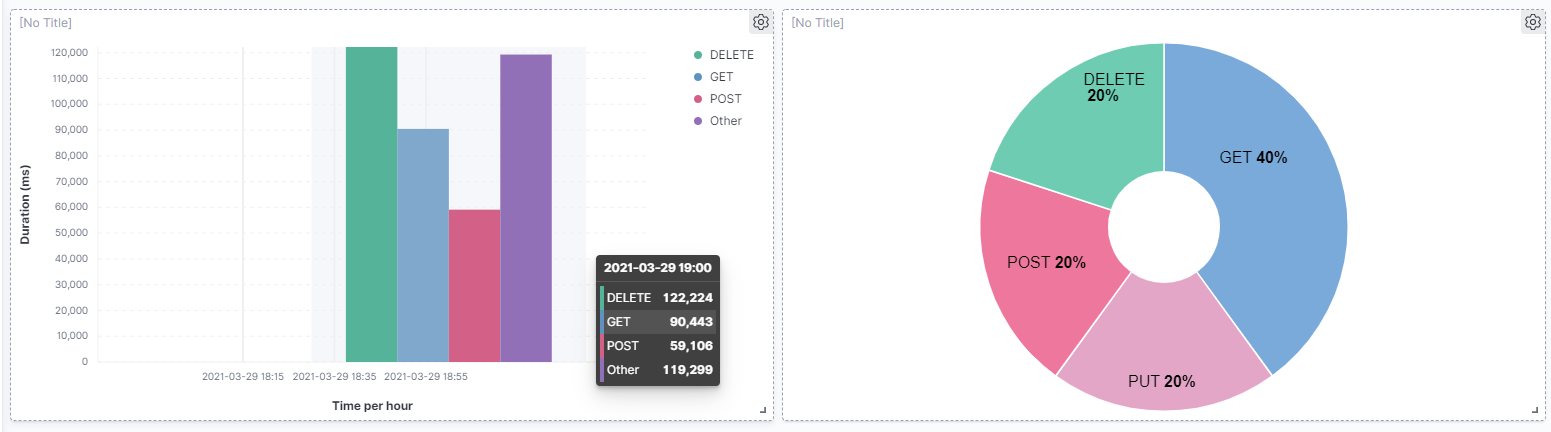 [No Title]
120,000
110,000
100,000
90,000
80,000
70,000
60,000
50,000
40,000
30,000
20,000
10,000
0
Duration (ms)
2021-03-29 18:15 2021-03-29 18:35 2021-03-29 18:55
Time per hour
DELETE
GET
POST
Other
2021-03-29 19:00
DELETE 122,224
GET 90,443
POST 59,106
Other 119,299
[No Title]
DELETE
20%
GET 40%
POST 20%
PUT 20%